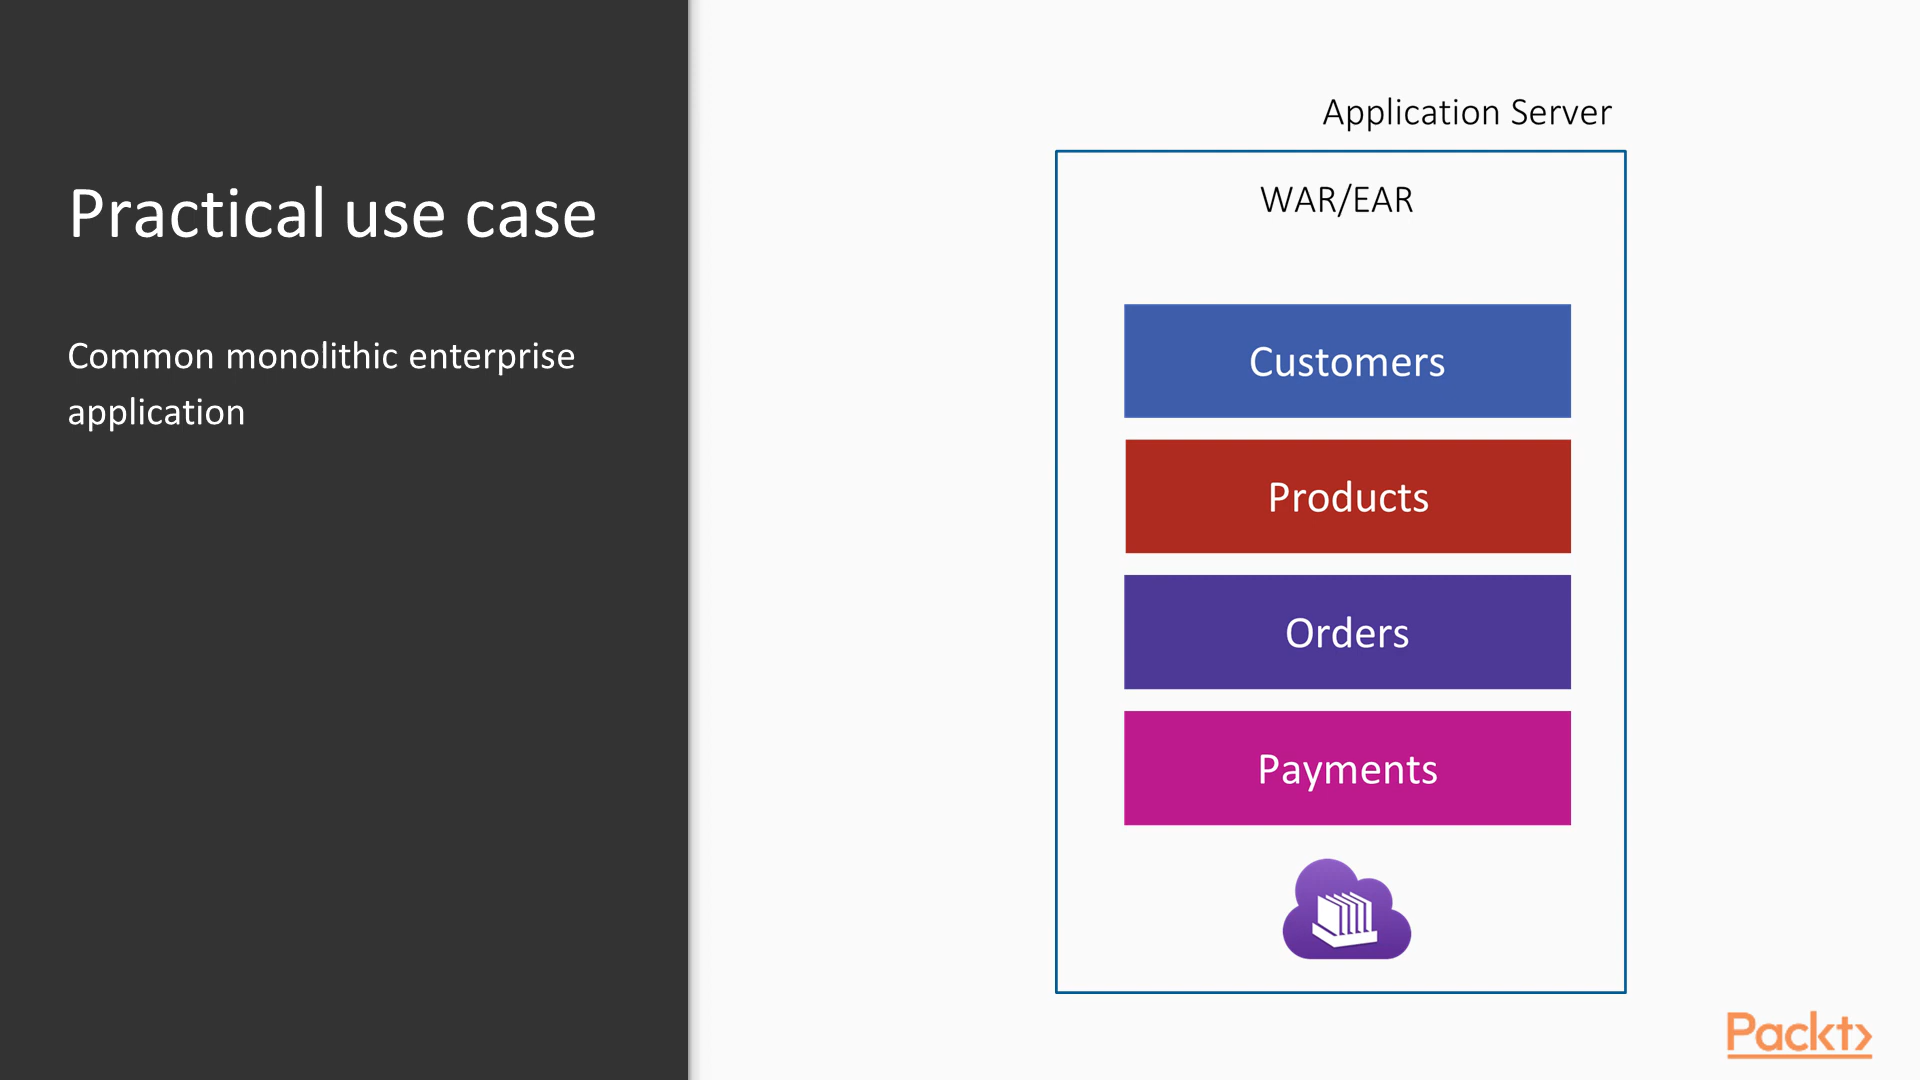 Practical use case
Common monolithic enterprise
application
Application Server
WAR/EAR
Customers
Products
Orders
Payments
Packt>